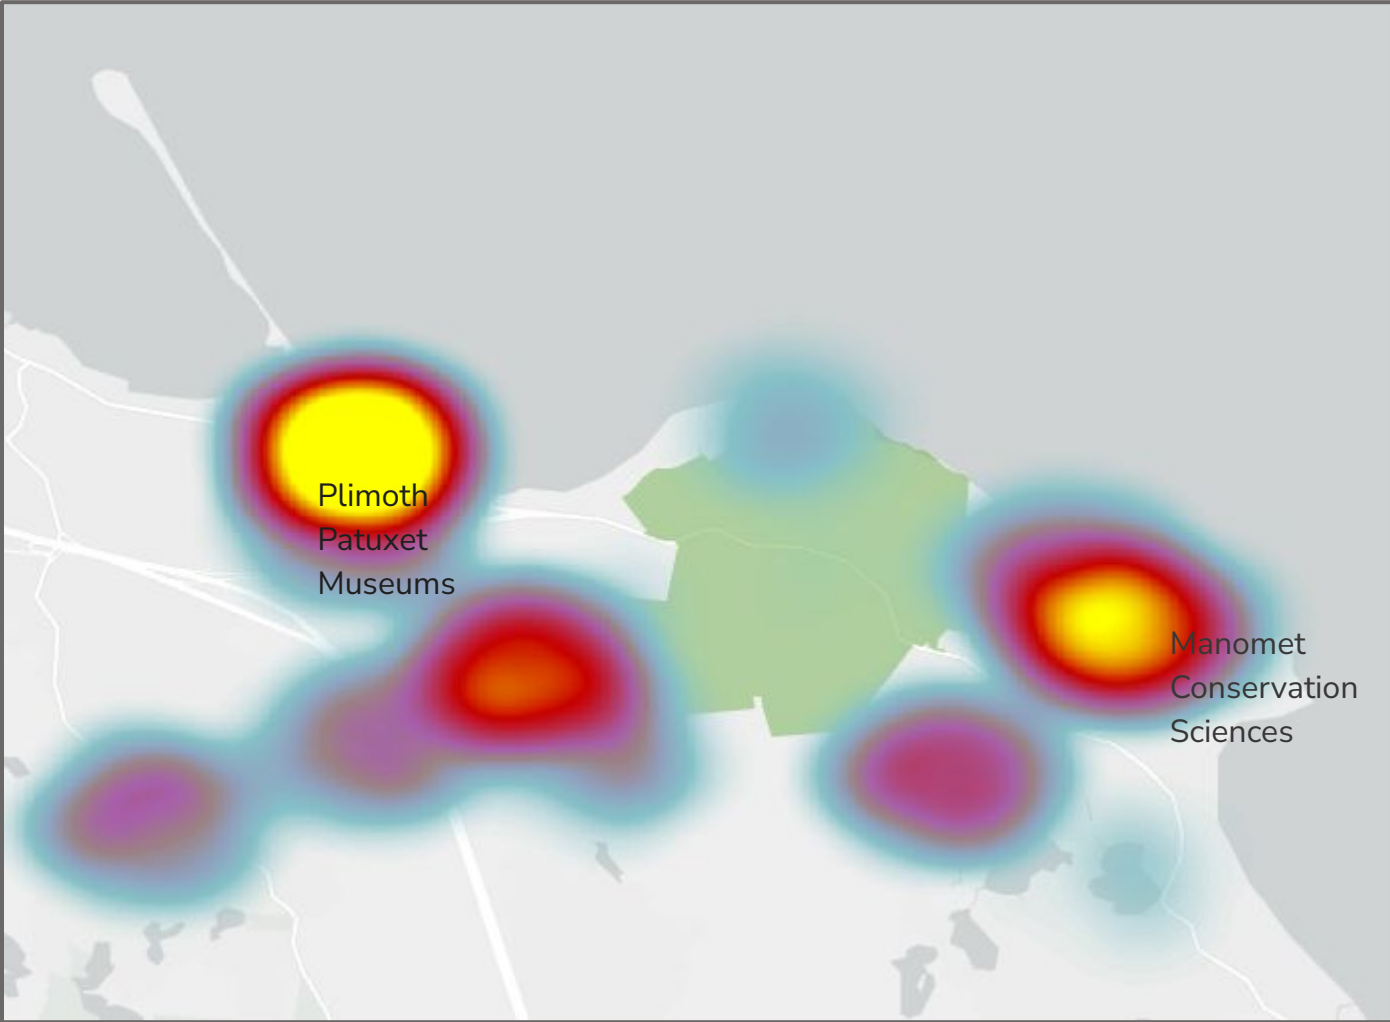 Plimoth
Patuxet
Museums
Manomet
Conservation
Sciences